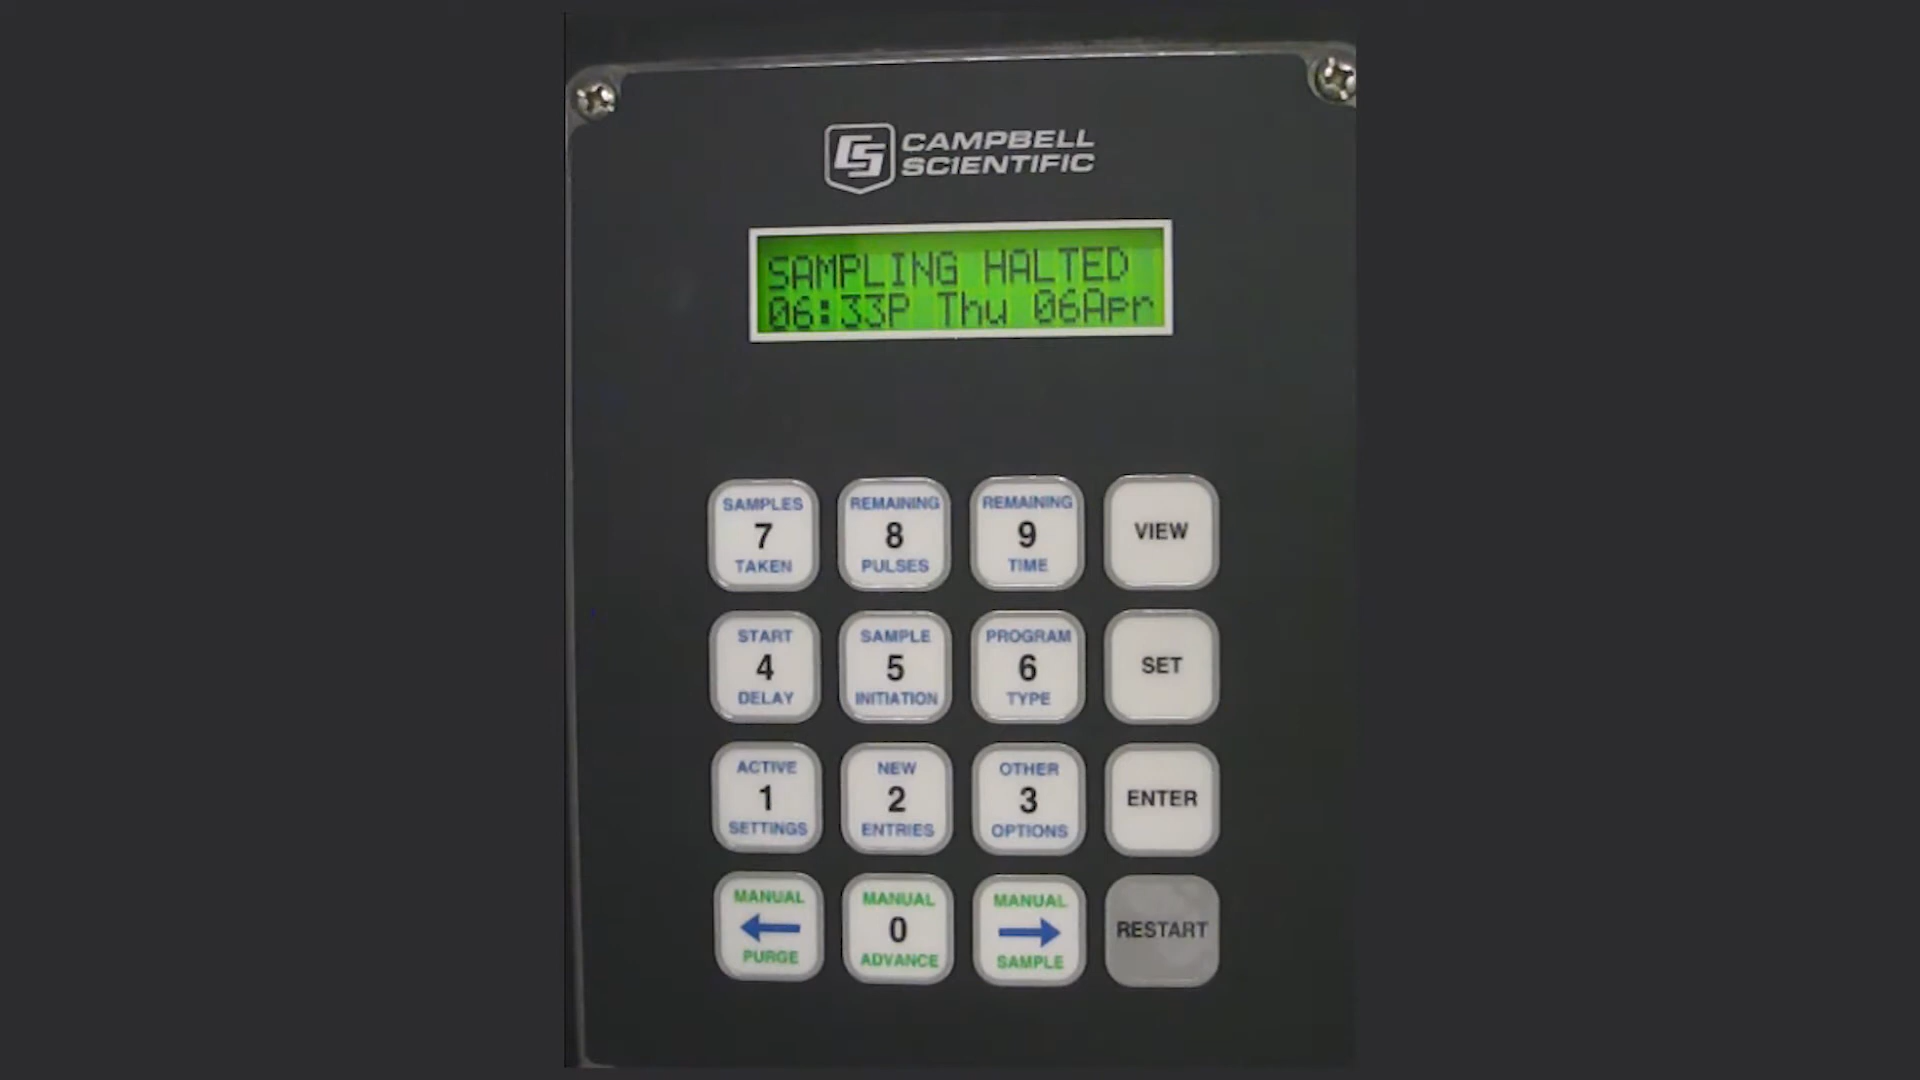 CS
CAMPBELL
SCIENTIFIC
SAMPLING HALTED
06:33P Thu 06Apr
SAMPLES
7
TAKEN
REMAINING
8
PULSES
REMAINING
9
TIME
VIEW
START
4
DELAY
SAMPLE
5
INITIATION
PROGRAM
6
TYPE
SET
ACTIVE
1
SETTINGS
NEW
2
ENTRIES
OTHER
3
OPTIONS
ENTER
MANUAL
PURGE
MANUAL
0
ADVANCE
MANUAL
SAMPLE
RESTART